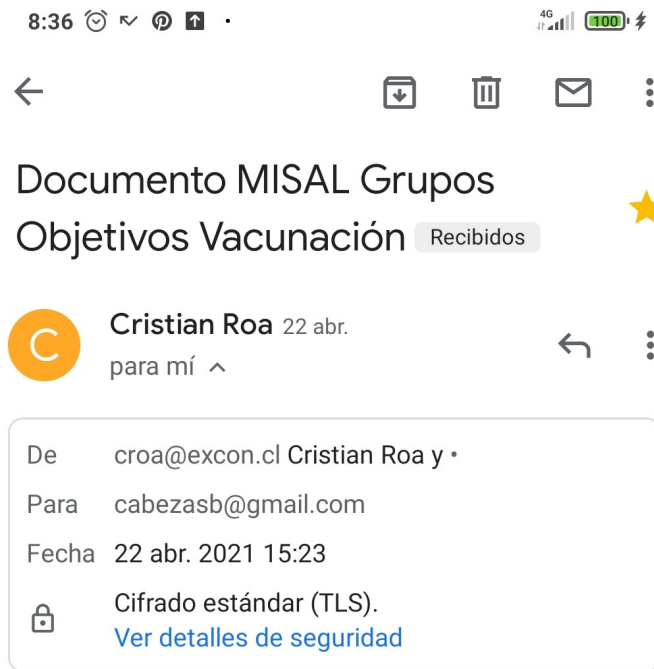 8:36
4G 100
Documento MISAL Grupos
Objetivos Vacunación Recibidos
C
Cristian Roa 22 abr.
para mí
De croa@excon.cl Cristian Roa y •
Para cabezasb@gmail.com
Fecha 22 abr. 2021 15:23
Cifrado estándar (TLS).
Ver detalles de seguridad